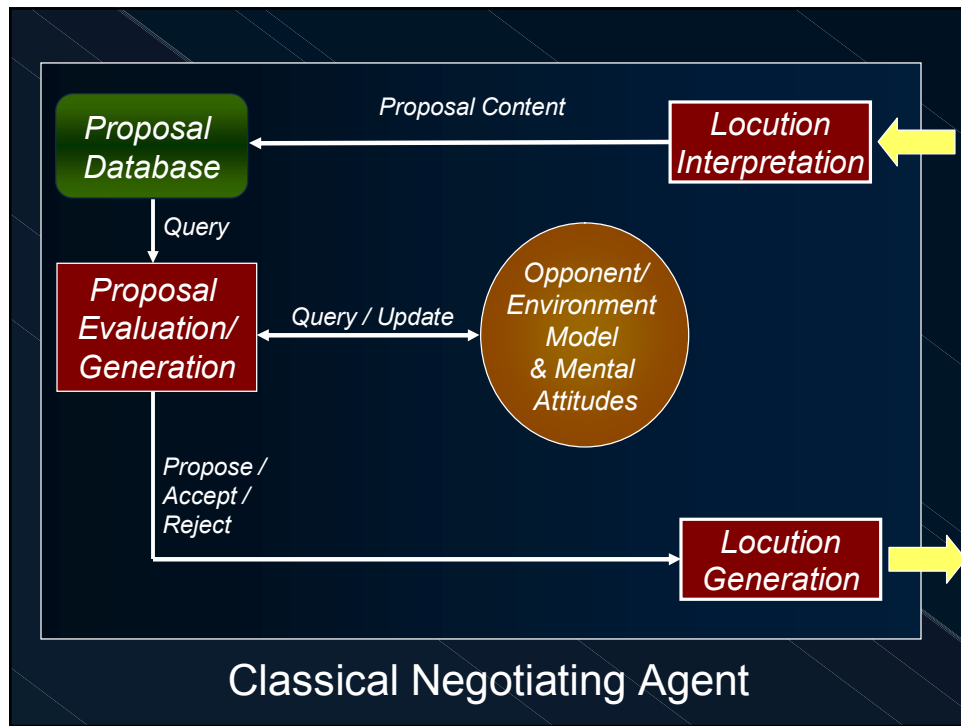 Proposal
Database
Proposal Content
Locution
Interpretation
Query
Proposal
Evaluation/
Generation
Query / Update
Opponent/
Environment
Model
& Mental
Attitudes
Propose /
Accept /
Reject
Locution
Generation
Classical Negotiating Agent